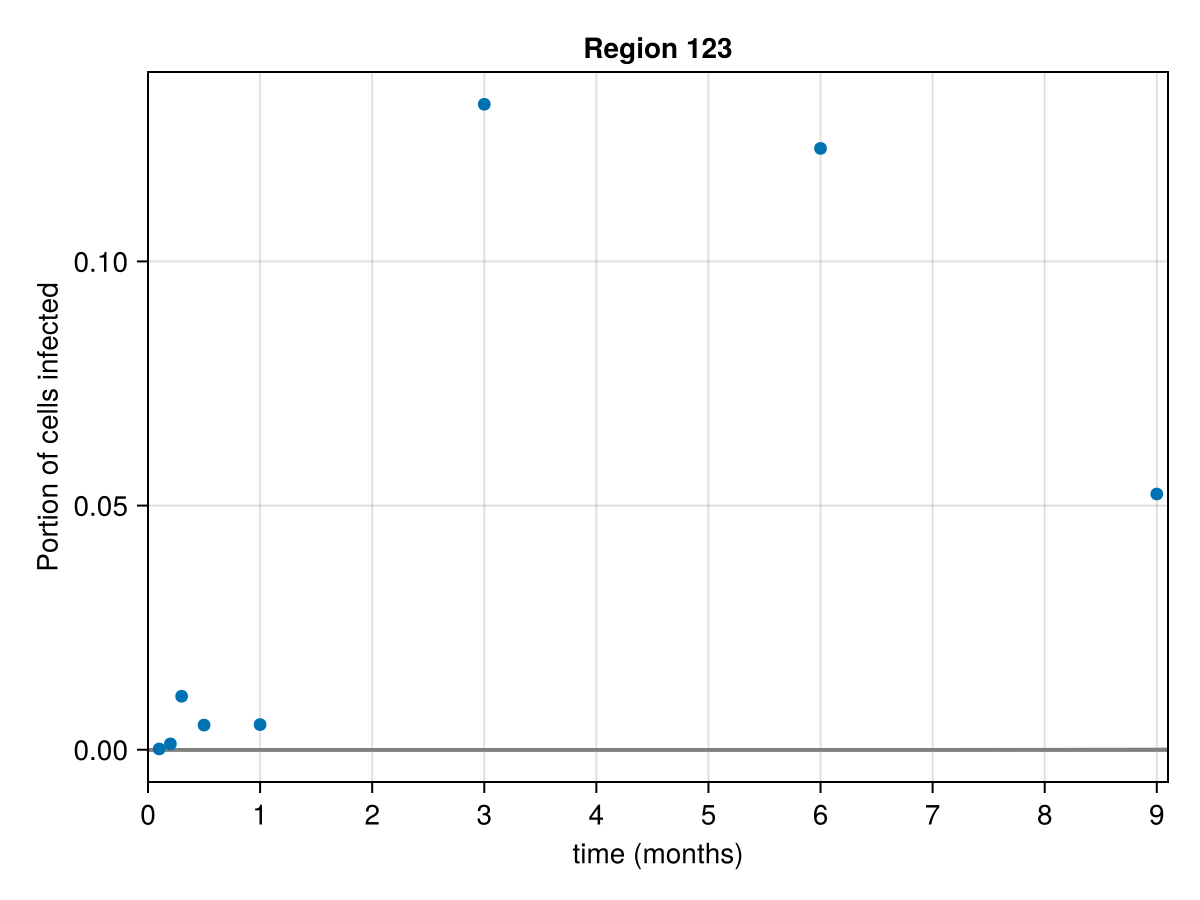 Region 123
Portion of cells infected
0.10
0.05
0.00
0 1 2 3 4 5 6 7 8 9
time (months)